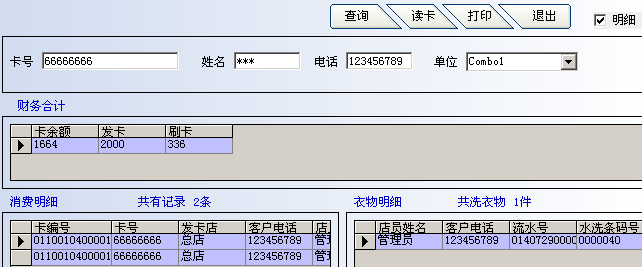 查询 读卡 打印 退出 明细
卡号 66666666 姓名 *** 电话 123456789 单位 Combo1
财务合计
卡余额 发卡 刷卡
1664 2000 336
消费明细 共有记录 2条
卡编号 卡号 发卡店 客户电话 店
0110010400001 66666666 总店 123456789 管理
0110010400001 66666666 总店 123456789
衣物明细 共洗衣物 1件
店员姓名 客户电话 流水号 水洗条码号
管理员 123456789 01407290000 0000040